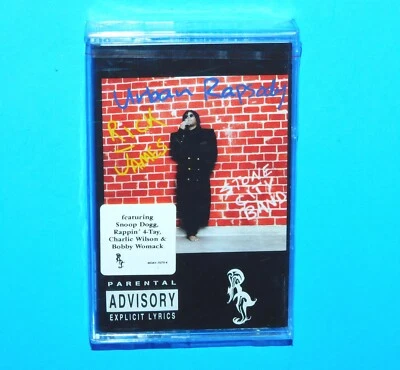 Urban Rapsody
RICK
JAMES
STONE
CITY
BAND
featuring
Snoop Dogg,
Rappin' 4-Tay,
Charlie Wilson &
Bobby Womack
PARENTAL
ADVISORY
EXPLICIT LYRICS